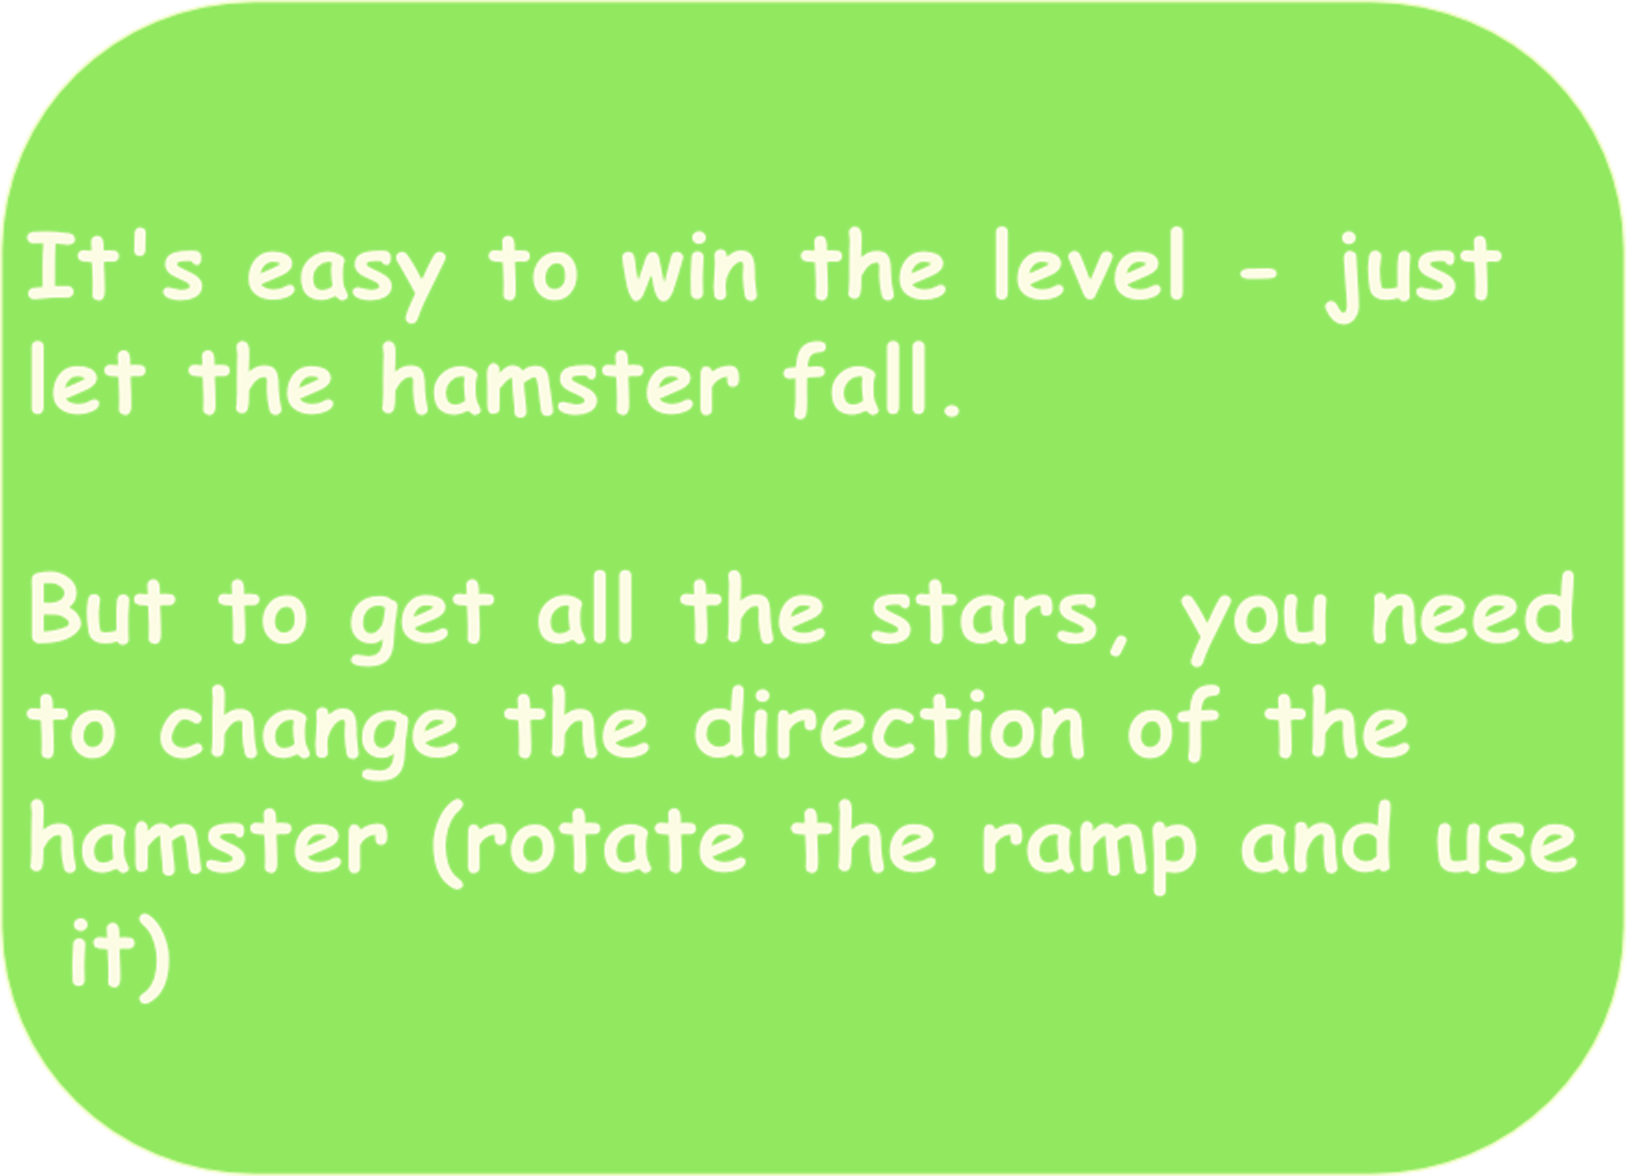 It's easy to win the level - just
let the hamster fall.
But to get all the stars, you need
to change the direction of the
hamster (rotate the ramp and use
it)